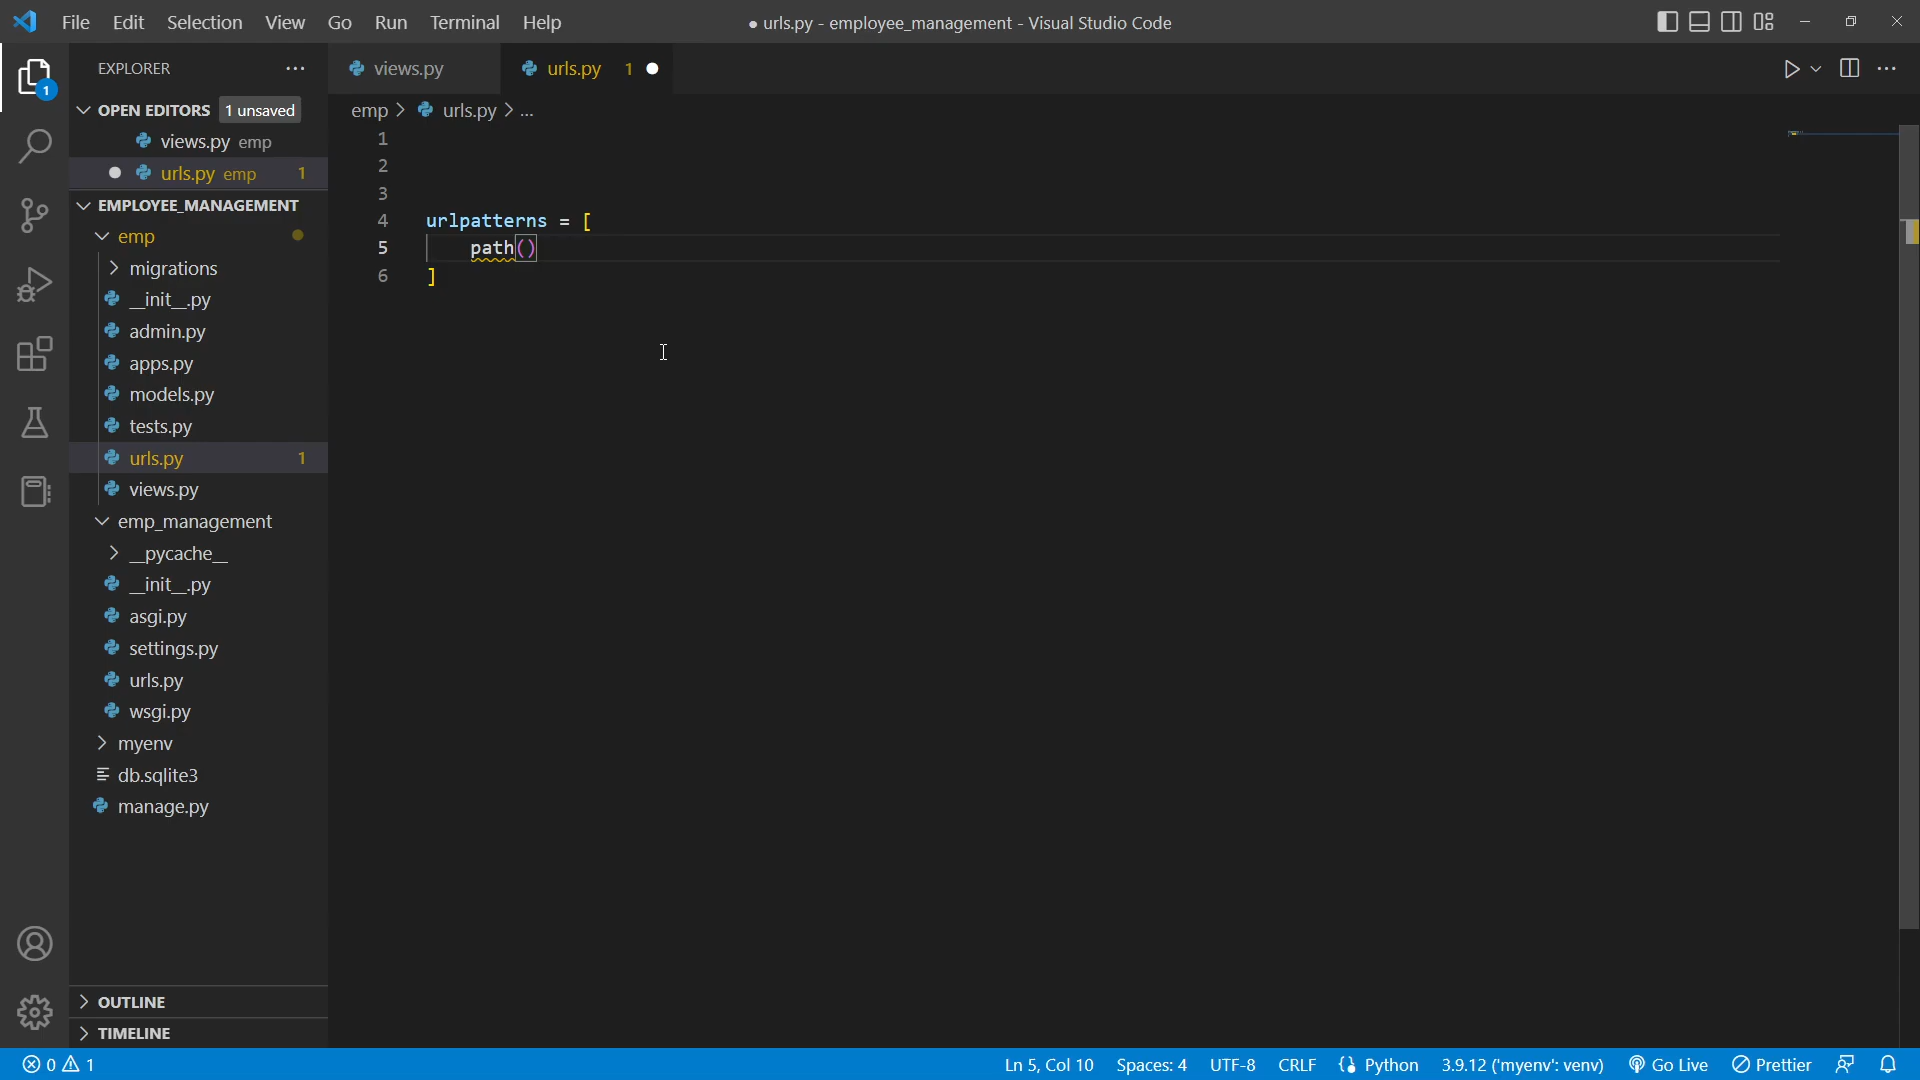 File Edit Selection View Go Run Terminal Help
● urls.py - employee_management - Visual Studio Code
EXPLORER
views.py
urls.py 1
1
OPEN EDITORS 1 unsaved
views.py emp
urls.py emp 1
EMPLOYEE_MANAGEMENT
emp
migrations
__init__.py
admin.py
apps.py
models.py
tests.py
urls.py 1
views.py
emp_management
__pycache__
__init__.py
asgi.py
settings.py
urls.py
wsgi.py
myenv
db.sqlite3
manage.py
OUTLINE
TIMELINE
emp > urls.py > ...
1
2
3
4 urlpatterns = [
5 path()
6 ]
0 1
Ln 5, Col 10 Spaces: 4 UTF-8 CRLF Python 3.9.12 ('myenv': venv) Go Live Prettier